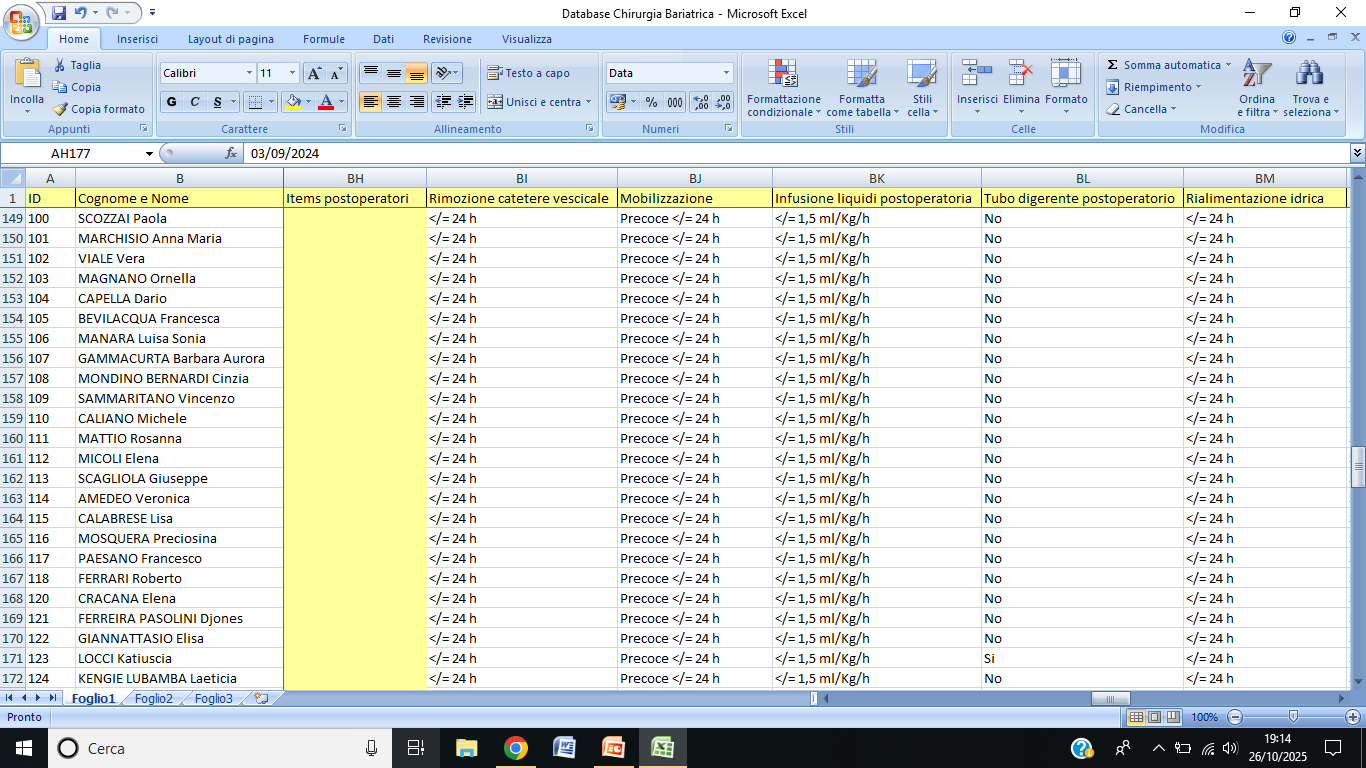 Database Chirurgia Bariatrica - Microsoft Excel
Home Inserisci Layout di pagina Formule Dati Revisione Visualizza
Incolla
Taglia
Copia
Copia formato
Appunti
Calibri 11
G C S
Carattere
Testo a capo
Unisci e centra
Allineamento
Data
% 000
Numeri
Formattazione condizionale
Formatta come tabella
Stili cella
Stili
Inserisci Elimina Formato
Celle
Somma automatica
Riempimento
Cancella
Ordina e filtra
Trova e seleziona
Modifica
AH177 fx 03/09/2024
A B BH BI BJ BK BL BM
1 ID Cognome e Nome Items postoperatori Rimozione catetere vescicale Mobilizzazione Infusione liquidi postoperatoria Tubo digerente postoperatorio Rialimentazione idrica
149 100 SCOZZAI Paola </= 24 h Precoce </= 24 h </= 1,5 ml/Kg/h No </= 24 h
150 101 MARCHISIO Anna Maria </= 24 h Precoce </= 24 h </= 1,5 ml/Kg/h No </= 24 h
151 102 VIALE Vera </= 24 h Precoce </= 24 h </= 1,5 ml/Kg/h No </= 24 h
152 103 MAGNANO Ornella </= 24 h Precoce </= 24 h </= 1,5 ml/Kg/h No </= 24 h
153 104 CAPELLA Dario </= 24 h Precoce </= 24 h </= 1,5 ml/Kg/h No </= 24 h
154 105 BEVILACQUA Francesca </= 24 h Precoce </= 24 h </= 1,5 ml/Kg/h No </= 24 h
155 106 MANARA Luisa Sonia </= 24 h Precoce </= 24 h </= 1,5 ml/Kg/h No </= 24 h
156 107 GAMMACURTA Barbara Aurora </= 24 h Precoce </= 24 h </= 1,5 ml/Kg/h No </= 24 h
157 108 MONDINO BERNARDI Cinzia </= 24 h Precoce </= 24 h </= 1,5 ml/Kg/h No </= 24 h
158 109 SAMMARITANO Vincenzo </= 24 h Precoce </= 24 h </= 1,5 ml/Kg/h No </= 24 h
159 110 CALIANO Michele </= 24 h Precoce </= 24 h </= 1,5 ml/Kg/h No </= 24 h
160 111 MATTIO Rosanna </= 24 h Precoce </= 24 h </= 1,5 ml/Kg/h No </= 24 h
161 112 MICOLI Elena </= 24 h Precoce </= 24 h </= 1,5 ml/Kg/h No </= 24 h
162 113 SCAGLIOLA Giuseppe </= 24 h Precoce </= 24 h </= 1,5 ml/Kg/h No </= 24 h
163 114 AMEDEO Veronica </= 24 h Precoce </= 24 h </= 1,5 ml/Kg/h No </= 24 h
164 115 CALABRESE Lisa </= 24 h Precoce </= 24 h </= 1,5 ml/Kg/h No </= 24 h
165 116 MOSQUERA Preciosina </= 24 h Precoce </= 24 h </= 1,5 ml/Kg/h No </= 24 h
166 117 PAESANO Francesco </= 24 h Precoce </= 24 h </= 1,5 ml/Kg/h No </= 24 h
167 118 FERRARI Roberto </= 24 h Precoce </= 24 h </= 1,5 ml/Kg/h No </= 24 h
168 120 CRACANA Elena </= 24 h Precoce </= 24 h </= 1,5 ml/Kg/h No </= 24 h
169 121 FERREIRA PASOLINI Djones </= 24 h Precoce </= 24 h </= 1,5 ml/Kg/h No </= 24 h
170 122 GIANNATTASIO Elisa </= 24 h Precoce </= 24 h </= 1,5 ml/Kg/h No </= 24 h
171 123 LOCCI Katiuscia </= 24 h Precoce </= 24 h </= 1,5 ml/Kg/h Si </= 24 h
172 124 KENGIE LUBAMBA Laeticia </= 24 h Precoce </= 24 h </= 1,5 ml/Kg/h No </= 24 h
Foglio1 Foglio2 Foglio3
Pronto 100%
Cerca 19:14
26/10/2025